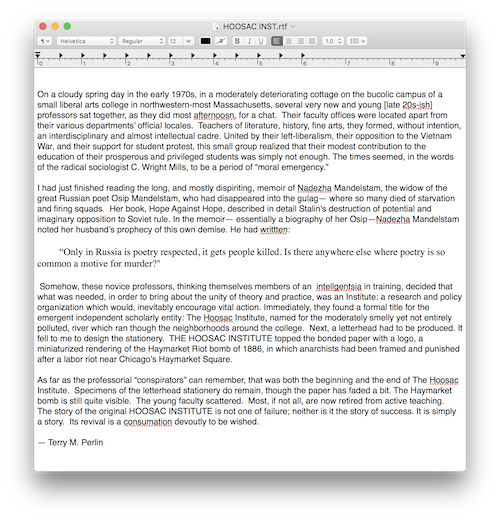 HOOSAC INST.rtf
¶ Helvetica Regular 12 a B I U 1.0
0 1 2 3 4 5 6 7 8 9
On a cloudy spring day in the early 1970s, in a moderately deteriorating cottage on the bucolic campus of a
small liberal arts college in northwestern-most Massachusetts, several very new and young [late 20s-ish]
professors sat together, as they did most afternoosn, for a chat. Their faculty offices were located apart from
their various departments' official locales. Teachers of literature, history, fine arts, they formed, without intention,
an interdisciplinary and almost intellectual cadre. United by their left-liberalism, their opposition to the Vietnam
War, and their support for student protest, this small group realized that their modest contribution to the
education of their prosperous and privileged students was simply not enough. The times seemed, in the words
of the radical sociologist C. Wright Mills, to be a period of "moral emergency."
I had just finished reading the long, and mostly dispiriting, memoir of Nadezha Mandelstam, the widow of the
great Russian poet Osip Mandelstam, who had disappeared into the gulag— where so many died of starvation
and firing squads. Her book, Hope Against Hope, described in detail Stalin's destruction of potential and
imaginary opposition to Soviet rule. In the memoir— essentially a biography of her Osip—Nadezha Mandelstam
noted her husband's prophecy of this own demise. He had writtten:
"Only in Russia is poetry respected, it gets people killed. Is there anywhere else where poetry is so
common a motive for murder?"
Somehow, these novice professors, thinking themselves members of an intellgentsia in training, decided that
what was needed, in order to bring about the unity of theory and practice, was an Institute: a research and policy
organization which would, inevitably encourage vital action. Immediately, they found a formal title for the
emergent independent scholarly entity: The Hoosac Institute, named for the moderately smelly yet not entirely
polluted, river which ran though the neighborhoods around the college. Next, a letterhead had to be produced. It
fell to me to design the stationery. THE HOOSAC INSTITUTE topped the bonded paper with a logo, a
miniaturized rendering of the Haymarket Riot bomb of 1886, in which anarchists had been framed and punished
after a labor riot near Chicago's Haymarket Square.
As far as the professorial "conspirators" can remember, that was both the beginning and the end of The Hoosac
Institute. Specimens of the letterhead stationery do remain, though the paper has faded a bit. The Haymarket
bomb is still quite visible. The young faculty scattered. Most, if not all, are now retired from active teaching.
The story of the original HOOSAC INSTITUTE is not one of failure; neither is it the story of success. It is simply
a story. Its revival is a consumation devoutly to be wished.
— Terry M. Perlin